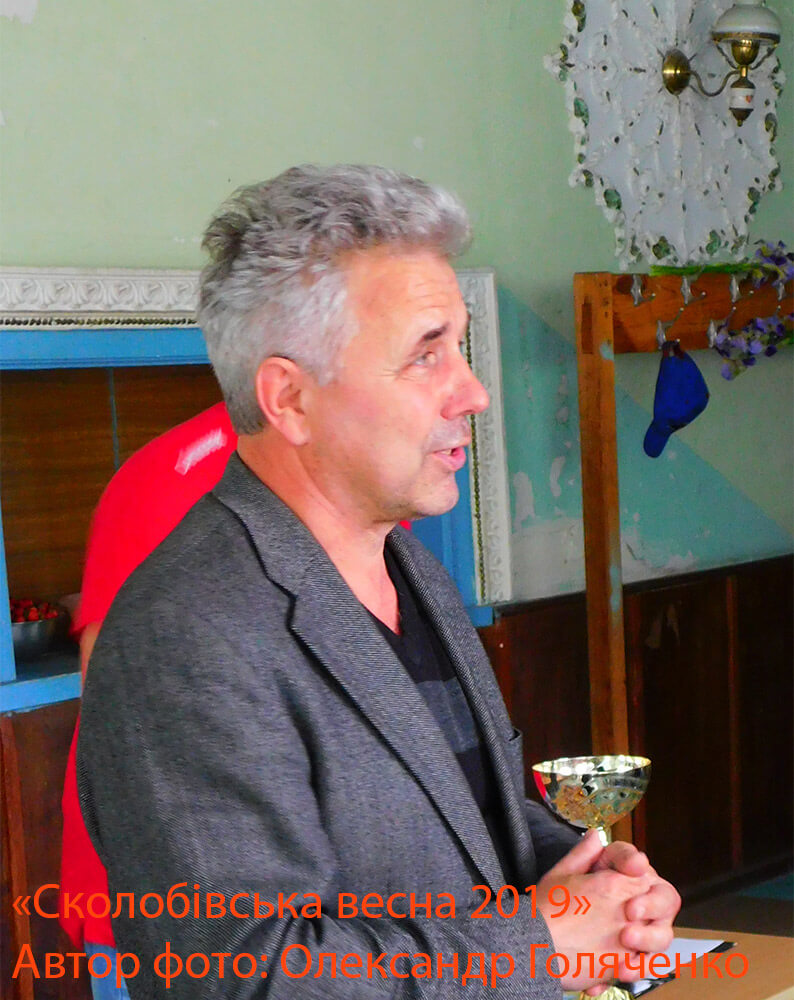 «Сколобівська весна 2019»
Автор фото: Олександр Голяченко